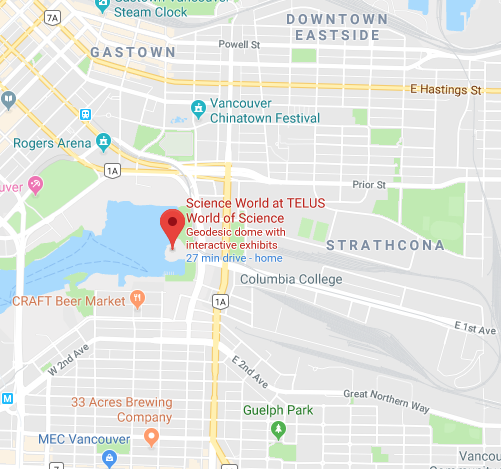 Gastown Vancouver
Steam Clock
7A
DOWNTOWN
EASTSIDE
GASTOWN
Powell St
E Hastings St
Vancouver
Chinatown Festival
Rogers Arena
1A
Prior St
1A
Science World at TELUS
World of Science
Geodesic dome with
interactive exhibits
27 min drive - home
STRATHCONA
Columbia College
CRAFT Beer Market
1A
E 1st Ave
W 2nd Ave
E 2nd Ave
Great Northern Way
33 Acres Brewing
Company
Guelph Park
M
MEC Vancouver
7